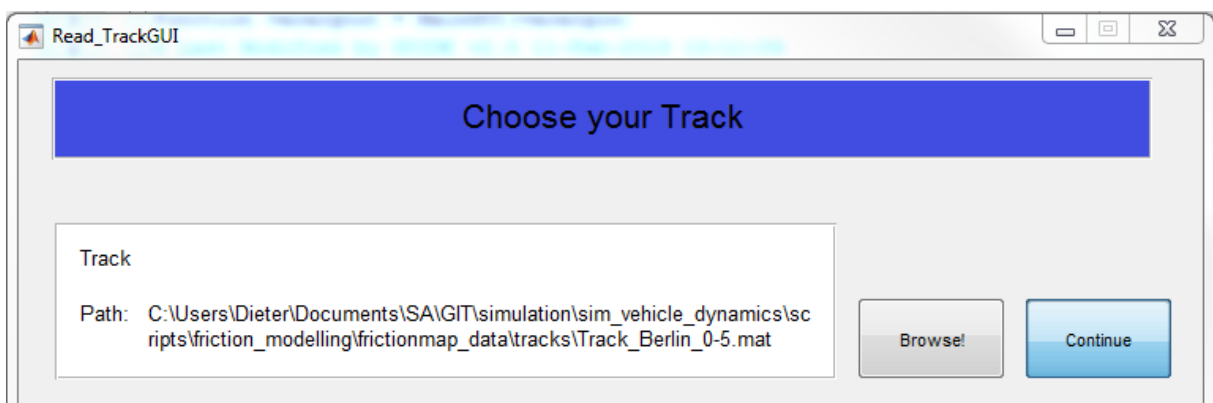 Read_TrackGUI
Choose your Track
Track
Path: C:\Users\Dieter\Documents\SA\GIT\simulation\sim_vehicle_dynamics\sc
ripts\friction_modelling\frictionmap_data\tracks\Track_Berlin_0-5.mat
Browse!
Continue